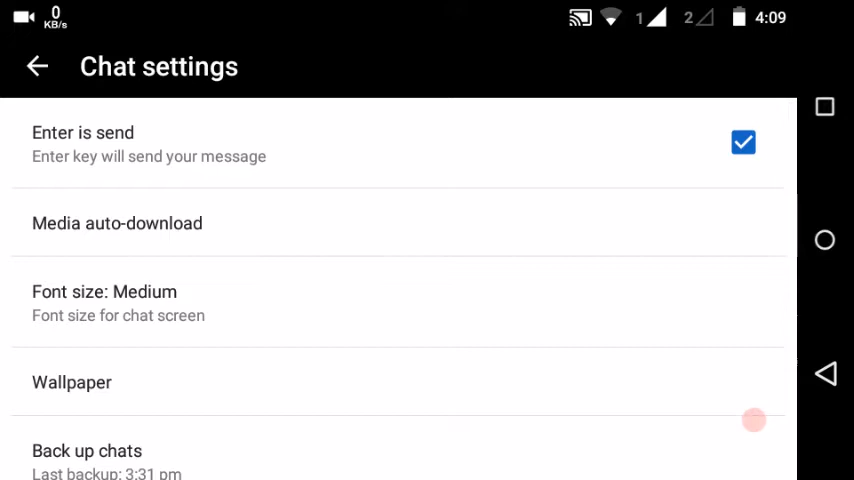 0
KB/s
1
2
4:09
Chat settings
Enter is send
Enter key will send your message
Media auto-download
Font size: Medium
Font size for chat screen
Wallpaper
Back up chats
Last backup: 3:31 pm